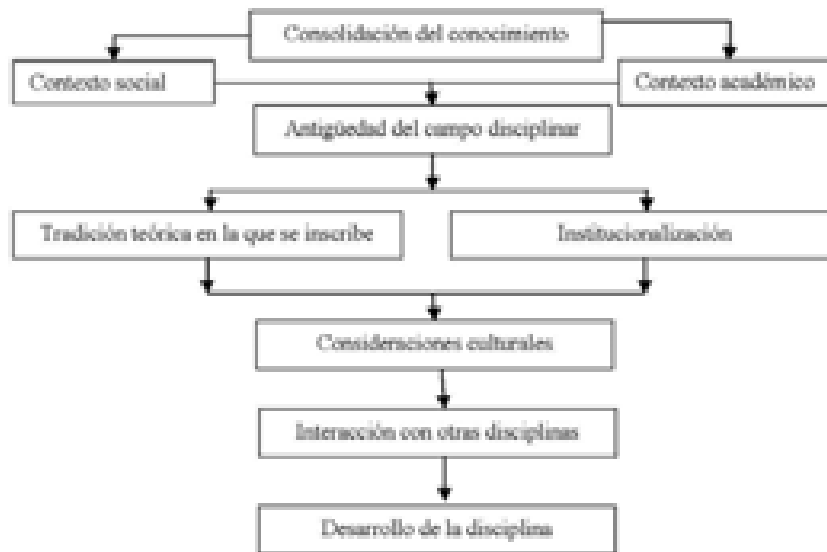 Consolidación del conocimiento
Contexto social
Contexto académico
Antigüedad del campo disciplinar
Tradición teórica en la que se inscribe
Institucionalización
Consideraciones culturales
Interacción con otras disciplinas
Desarrollo de la disciplina